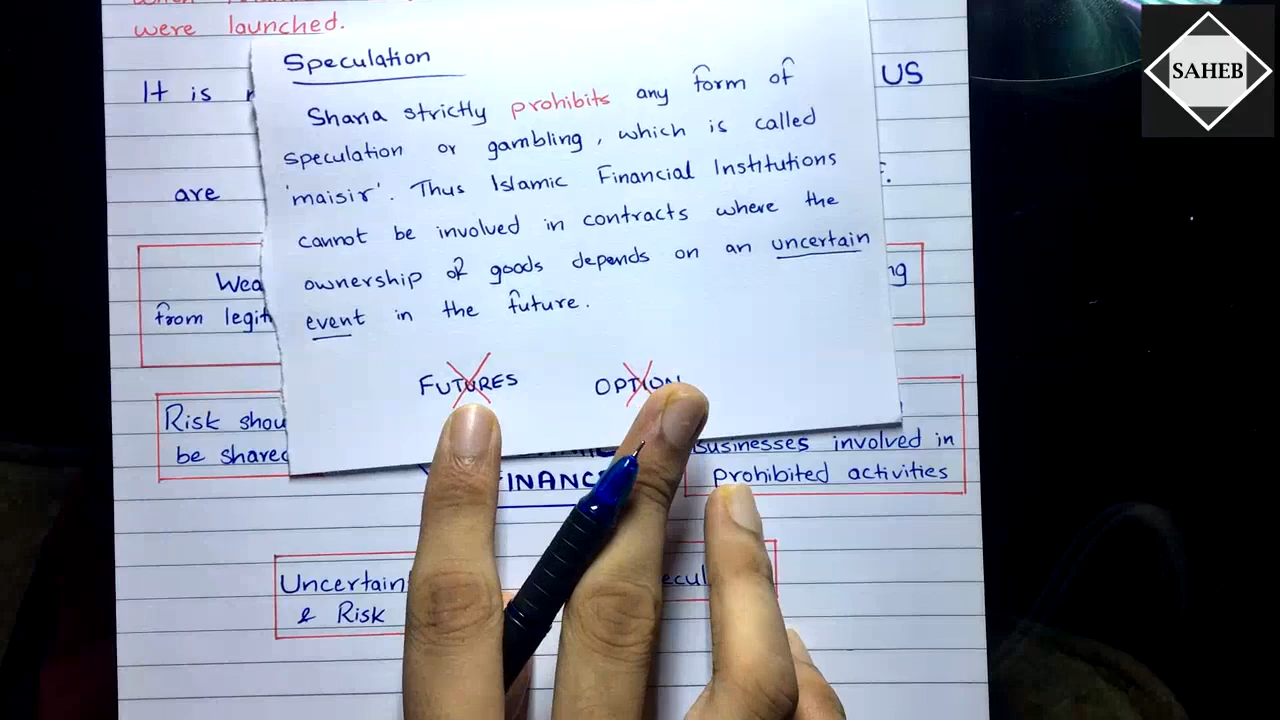 were launched.
SAHEB
Speculation
It is
US
Sharia strictly prohibits any form of
speculation or gambling, which is called
'maisir'. Thus Islamic Financial Institutions
are
cannot be involved in contracts where the
ownership of goods depends on an uncertain
event in the future.
from legit
FUTURES OPTION
Risk shou
be shared
businesses involved in
prohibited activities
FINANCE
Uncertain
& Risk